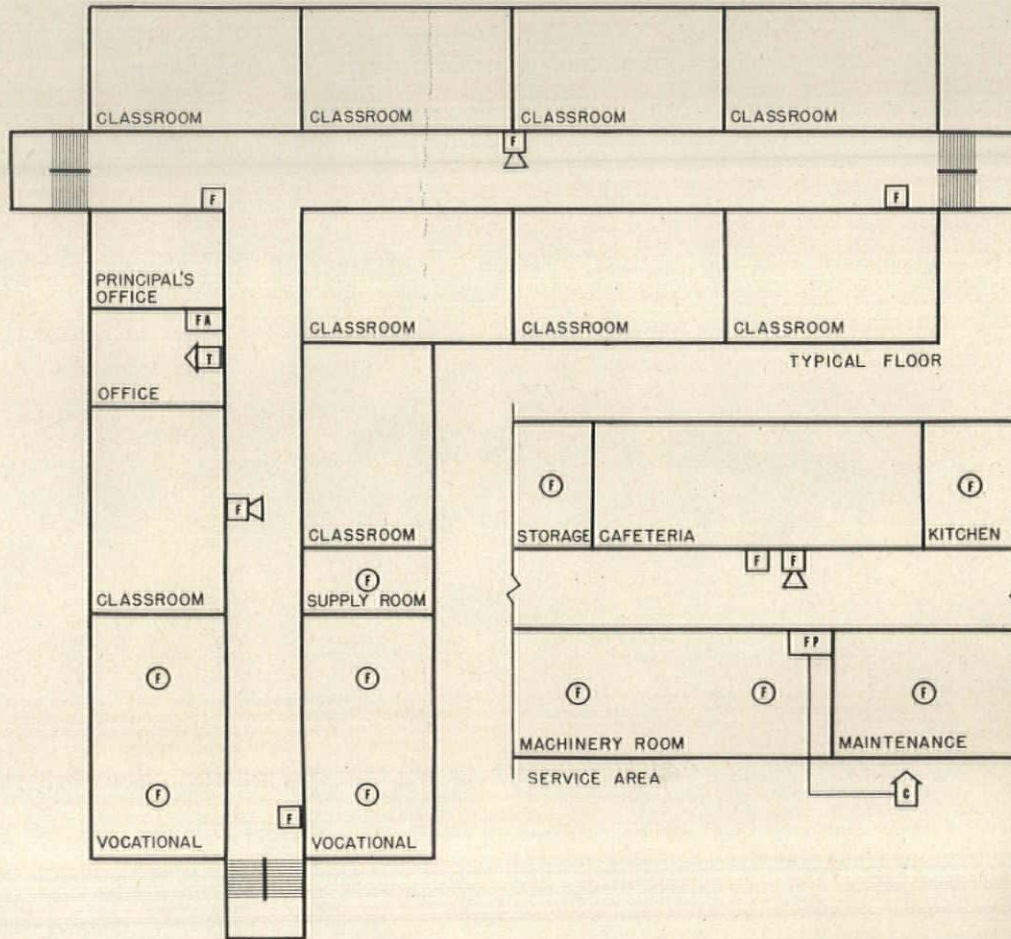 CLASSROOM CLASSROOM CLASSROOM CLASSROOM
F
F F
PRINCIPAL'S
OFFICE
FA
CLASSROOM CLASSROOM CLASSROOM
T
TYPICAL FLOOR
OFFICE
F
F F
CLASSROOM
STORAGE CAFETERIA KITCHEN
F F
F
CLASSROOM
SUPPLY ROOM
FP
F F
F F F
MACHINERY ROOM MAINTENANCE
SERVICE AREA
C
F F
F
VOCATIONAL VOCATIONAL